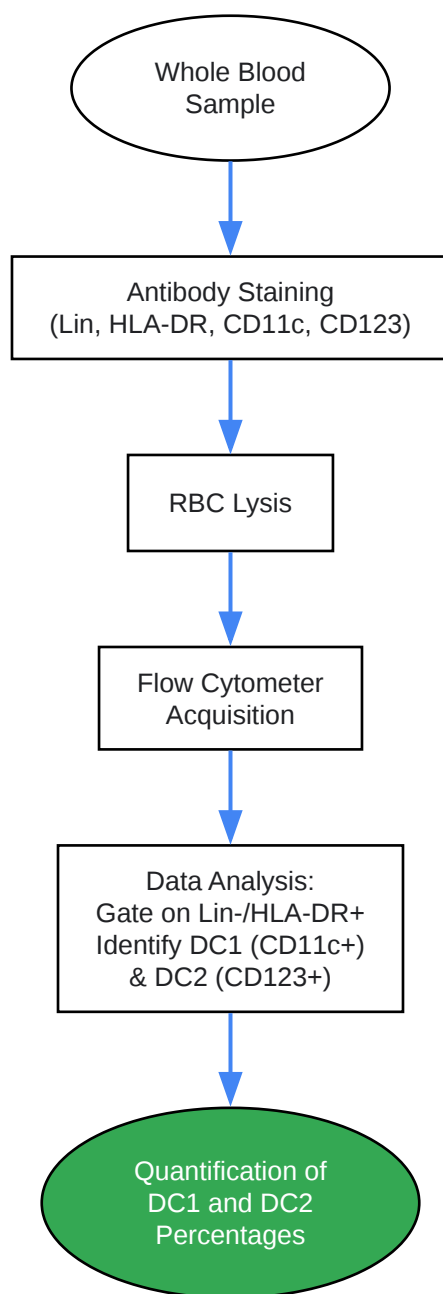 Whole Blood
Sample
Antibody Staining
(Lin, HLA-DR, CD11c, CD123)
RBC Lysis
Flow Cytometer
Acquisition
Data Analysis:
Gate on Lin-/HLA-DR+
Identify DC1 (CD11c+)
& DC2 (CD123+)
Quantification of
DC1 and DC2
Percentages